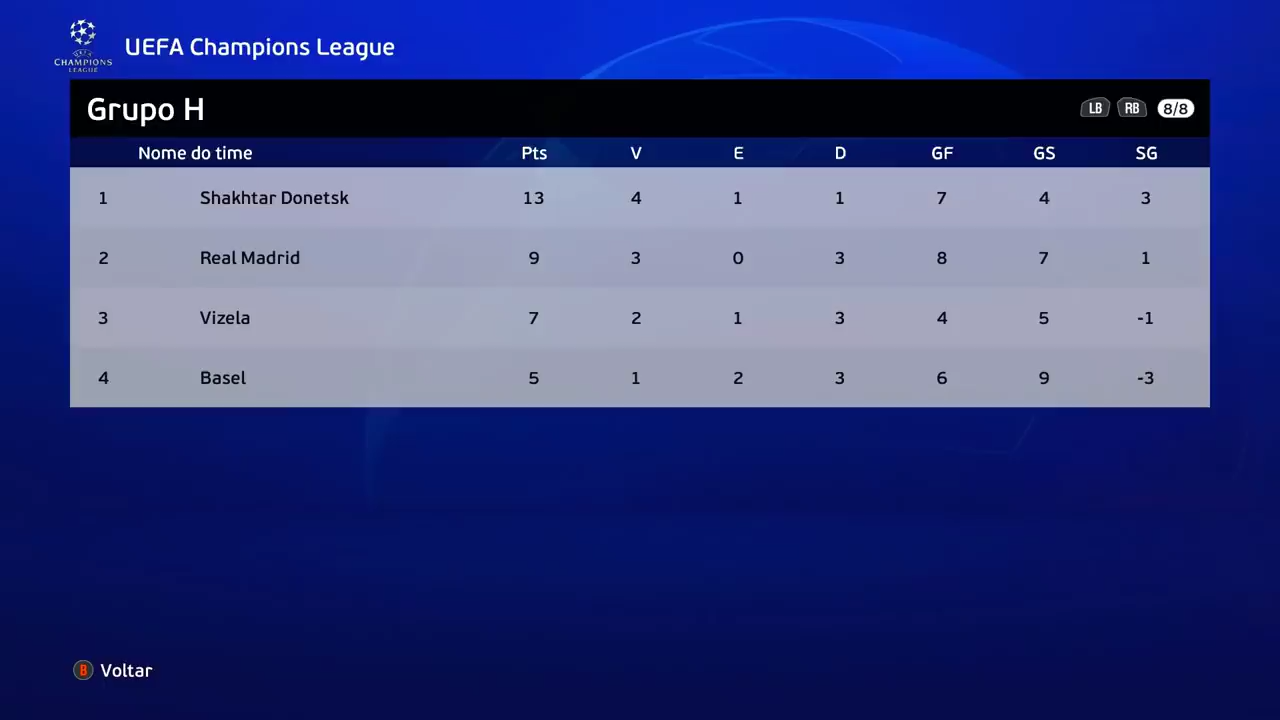 UEFA Champions League
CHAMPIONS
LEAGUE
Grupo H LB RB 8/8
Nome do time Pts V E D GF GS SG
1 Shakhtar Donetsk 13 4 1 1 7 4 3
2 Real Madrid 9 3 0 3 8 7 1
3 Vizela 7 2 1 3 4 5 -1
4 Basel 5 1 2 3 6 9 -3
B Voltar